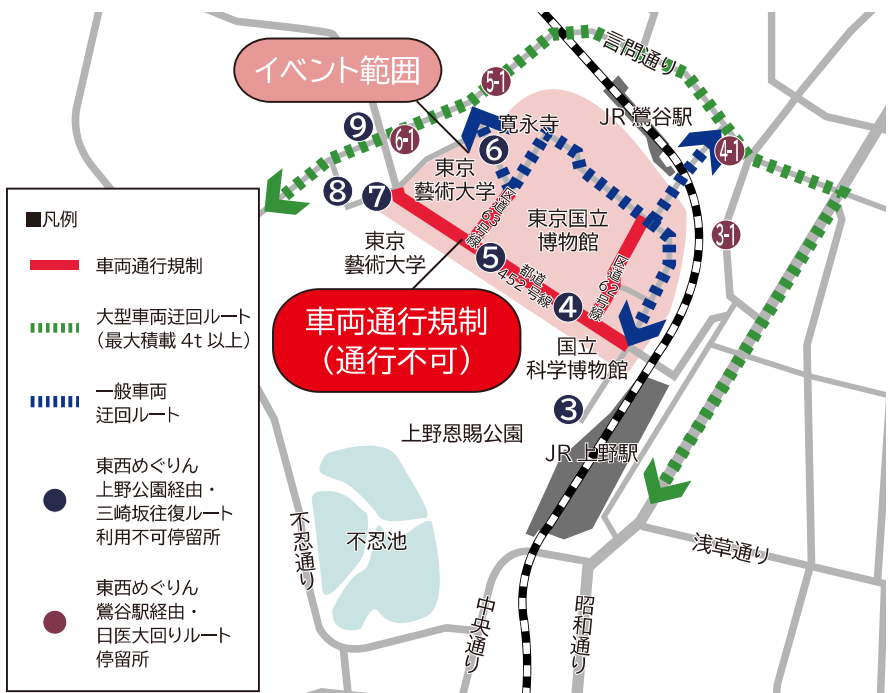 イベント範囲
言問通り
5-1
JR 鶯谷駅
寛永寺
9
6-1
6
4-1
東京
藝術大学
8
7
区道63号線
東京国立
博物館
3-1
東京
藝術大学
5
都道
452号線
区道62号線
4
車両通行規制
（通行不可）
国立
科学博物館
3
上野恩賜公園
JR 上野駅
不忍池
不忍通り
浅草通り
中央通り
昭和通り
■凡例
車両通行規制
大型車両迂回ルート
（最大積載 4t 以上）
一般車両
迂回ルート
東西めぐりん
上野公園経由・
三崎坂往復ルート
利用不可停留所
東西めぐりん
鶯谷駅経由・
日医大回りルート
停留所